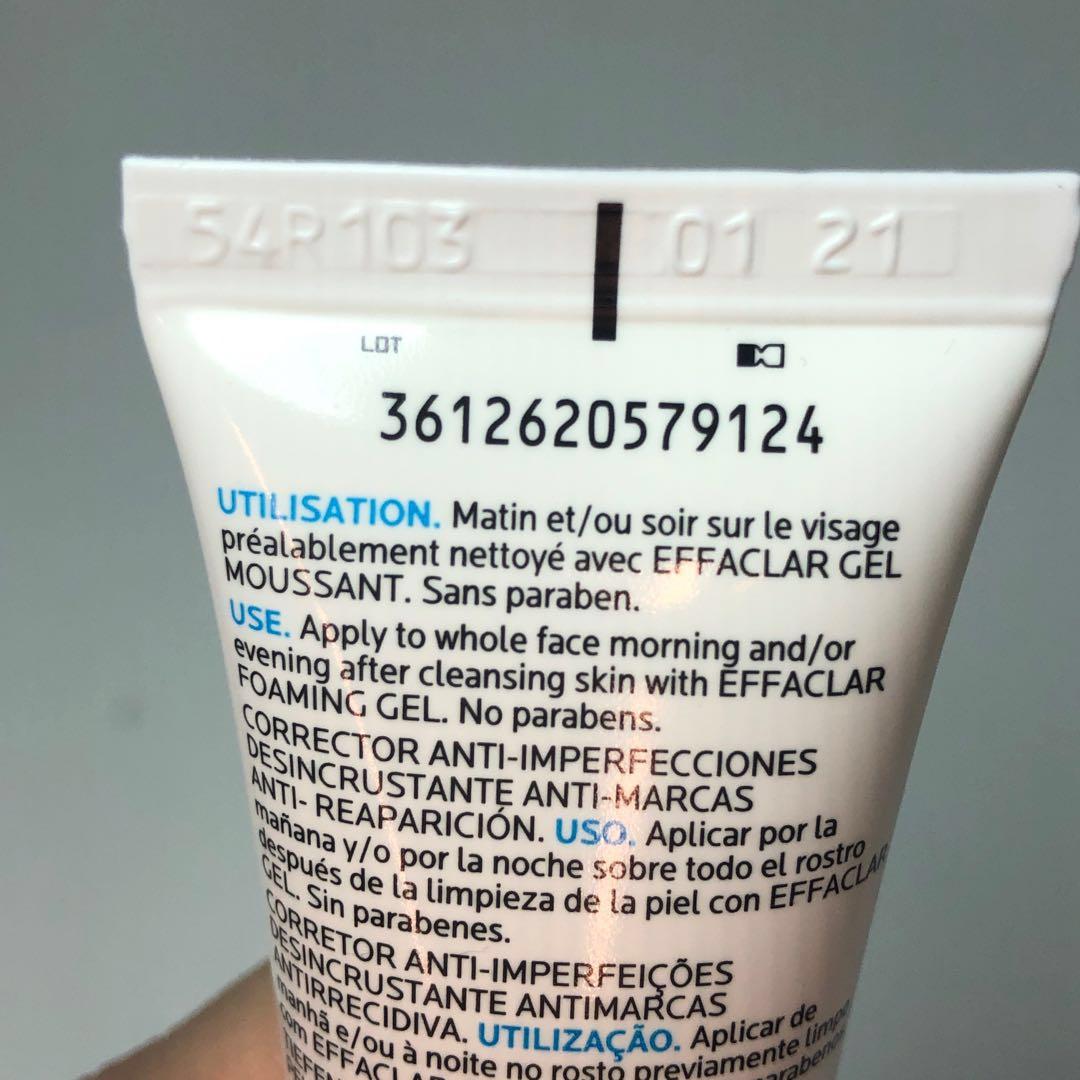 54R103 01 21
LOT
3612620579124
UTILISATION. Matin et/ou soir sur le visage
préalablement nettoyé avec EFFACLAR GEL
MOUSSANT. Sans paraben.
USE. Apply to whole face morning and/or
evening after cleansing skin with EFFACLAR
FOAMING GEL. No parabens.
CORRECTOR ANTI-IMPERFECCIONES
DESINCRUSTANTE ANTI-MARCAS
ANTI- REAPARICIÓN. USO. Aplicar por la
mañana y/o por la noche sobre todo el rostro
después de la limpieza de la piel con EFFACLAR
GEL. Sin parabenes.
CORRETOR ANTI-IMPERFEIÇÕES
DESINCRUSTANTE ANTIMARCAS
ANTIRRECIDIVA. UTILIZAÇÃO. Aplicar de
manhã e/ou à noite no rosto previamente
com EFFACLAR